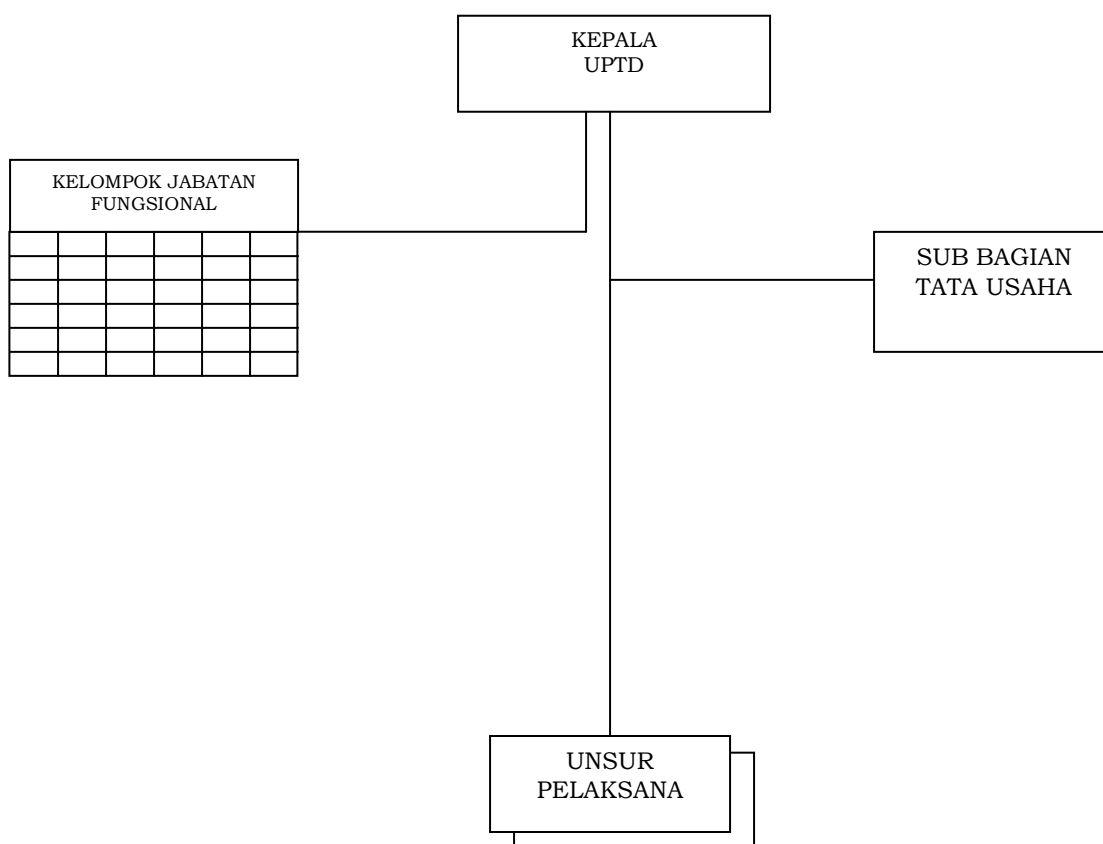 KEPALA
UPTD
KELOMPOK JABATAN
FUNGSIONAL
SUB BAGIAN
TATA USAHA
UNSUR
PELAKSANA